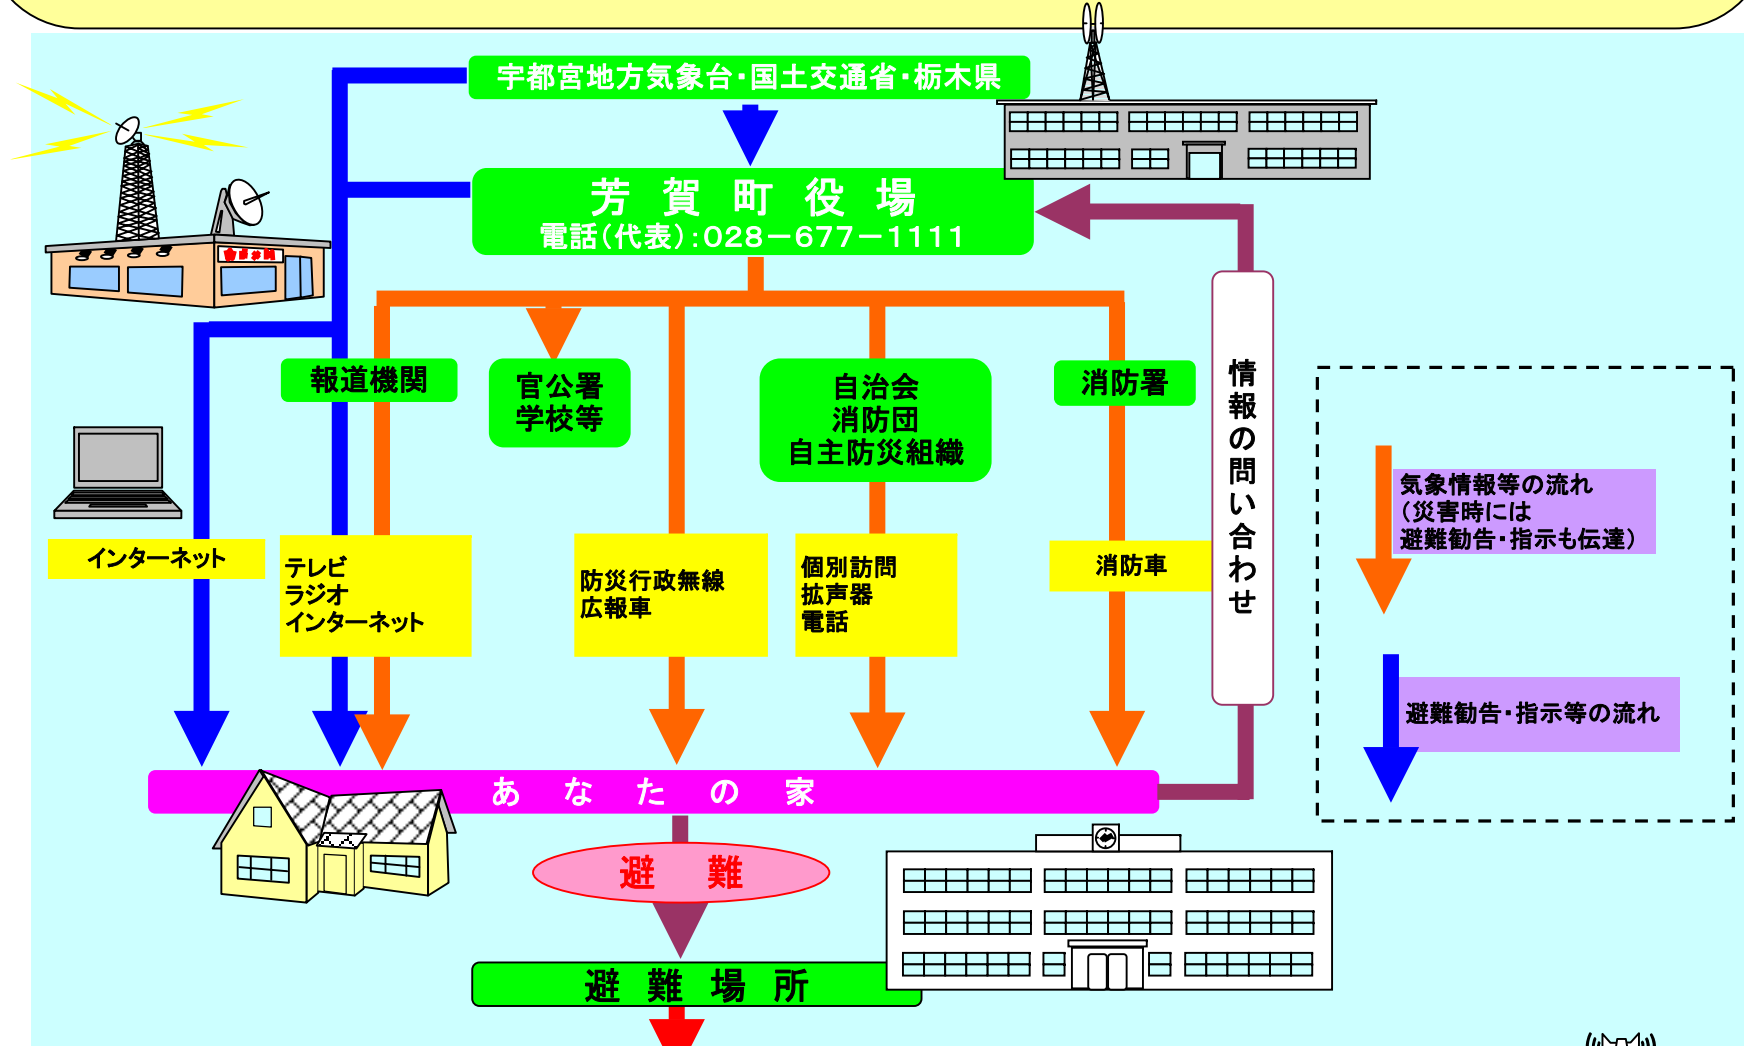 宇都宮地方気象台・国土交通省・栃木県
芳賀町役場
電話(代表):028-677-1111
報道機関
官公署
学校等
自治会
消防団
自主防災組織
消防署
情報の問い合わせ
インターネット
テレビ
ラジオ
インターネット
防災行政無線
広報車
個別訪問
拡声器
電話
消防車
気象情報等の流れ
(災害時には
避難勧告・指示も伝達)
避難勧告・指示等の流れ
あなたの家
避難
避難場所